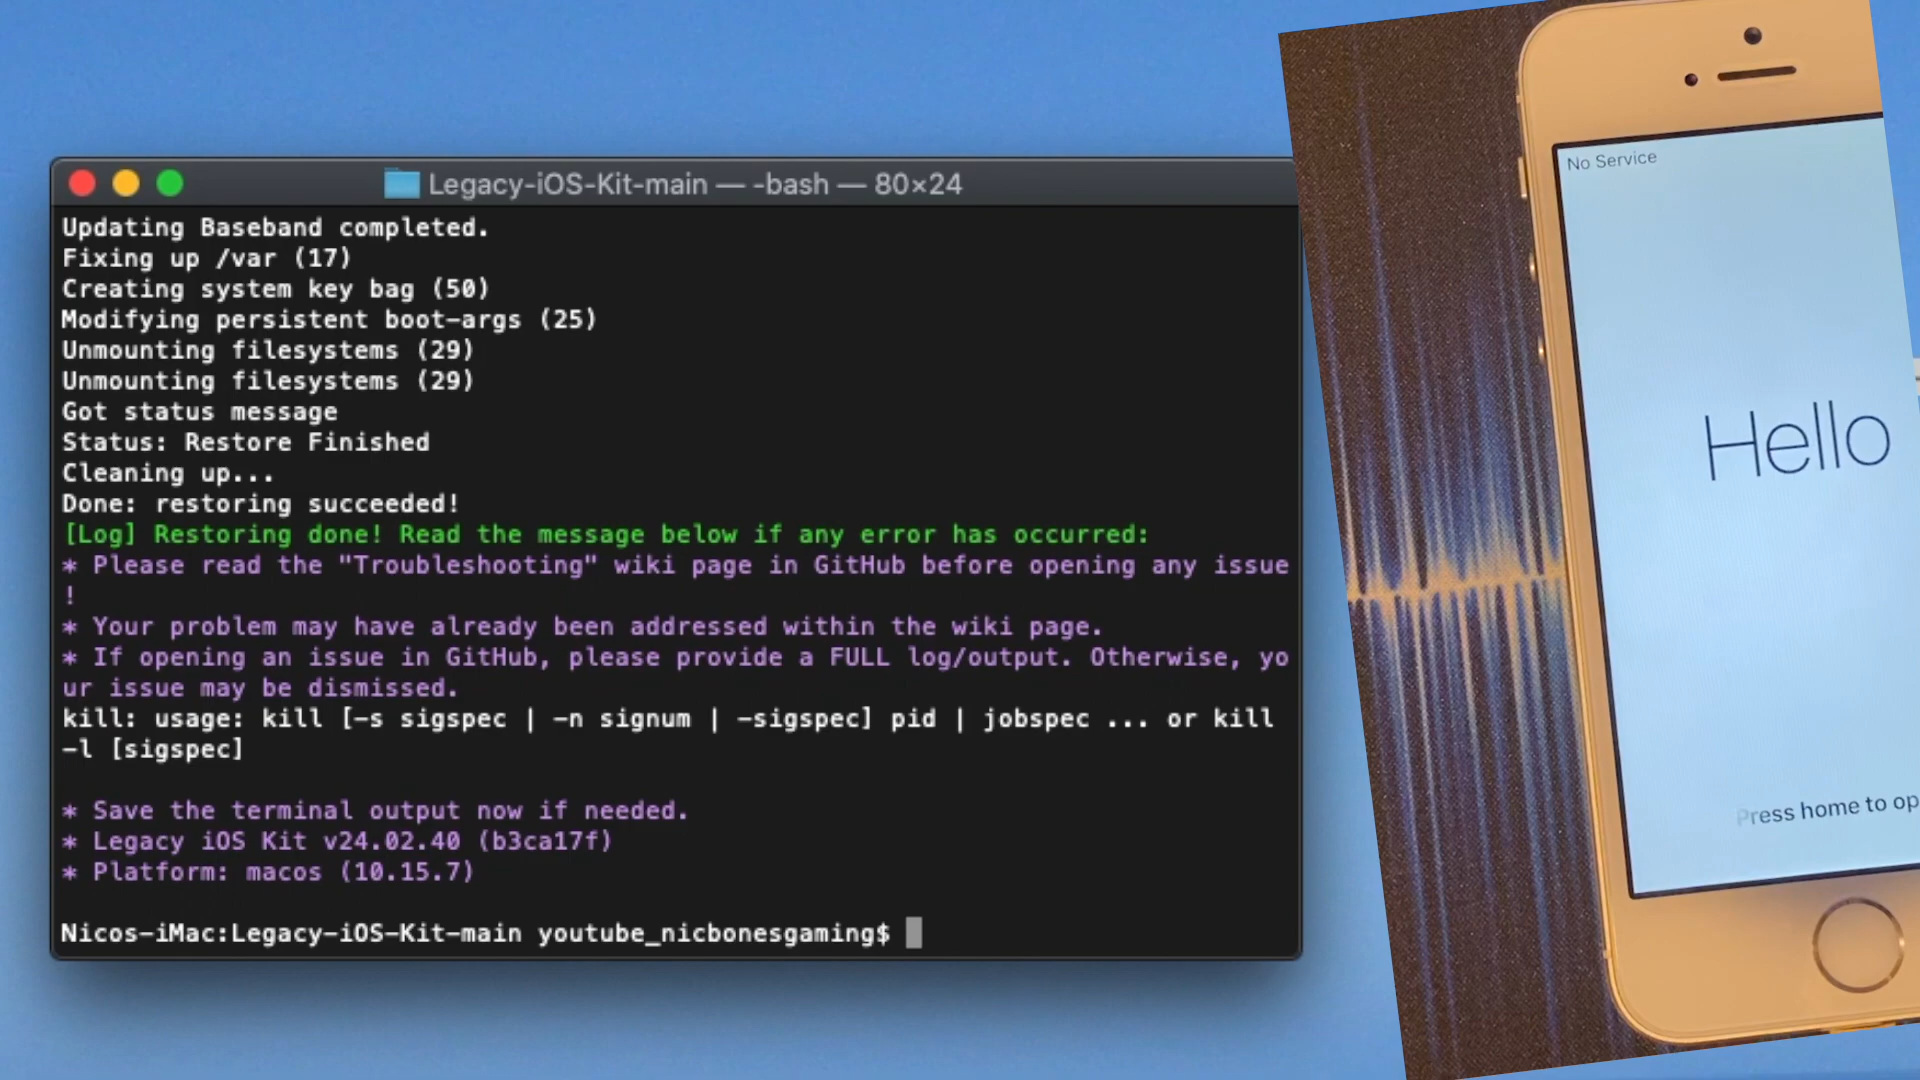 Legacy-iOS-Kit-main — -bash — 80×24
Updating Baseband completed.
Fixing up /var (17)
Creating system key bag (50)
Modifying persistent boot-args (25)
Unmounting filesystems (29)
Unmounting filesystems (29)
Got status message
Status: Restore Finished
Cleaning up...
Done: restoring succeeded!
[Log] Restoring done! Read the message below if any error has occurred:
* Please read the "Troubleshooting" wiki page in GitHub before opening any issue
!
* Your problem may have already been addressed within the wiki page.
* If opening an issue in GitHub, please provide a FULL log/output. Otherwise, yo
ur issue may be dismissed.
kill: usage: kill [-s sigspec | -n signum | -sigspec] pid | jobspec ... or kill
-l [sigspec]
* Save the terminal output now if needed.
* Legacy iOS Kit v24.02.40 (b3ca17f)
* Platform: macos (10.15.7)
Nicos-iMac:Legacy-iOS-Kit-main youtube_nicbonesgaming$
No Service
Hello
Press home to op